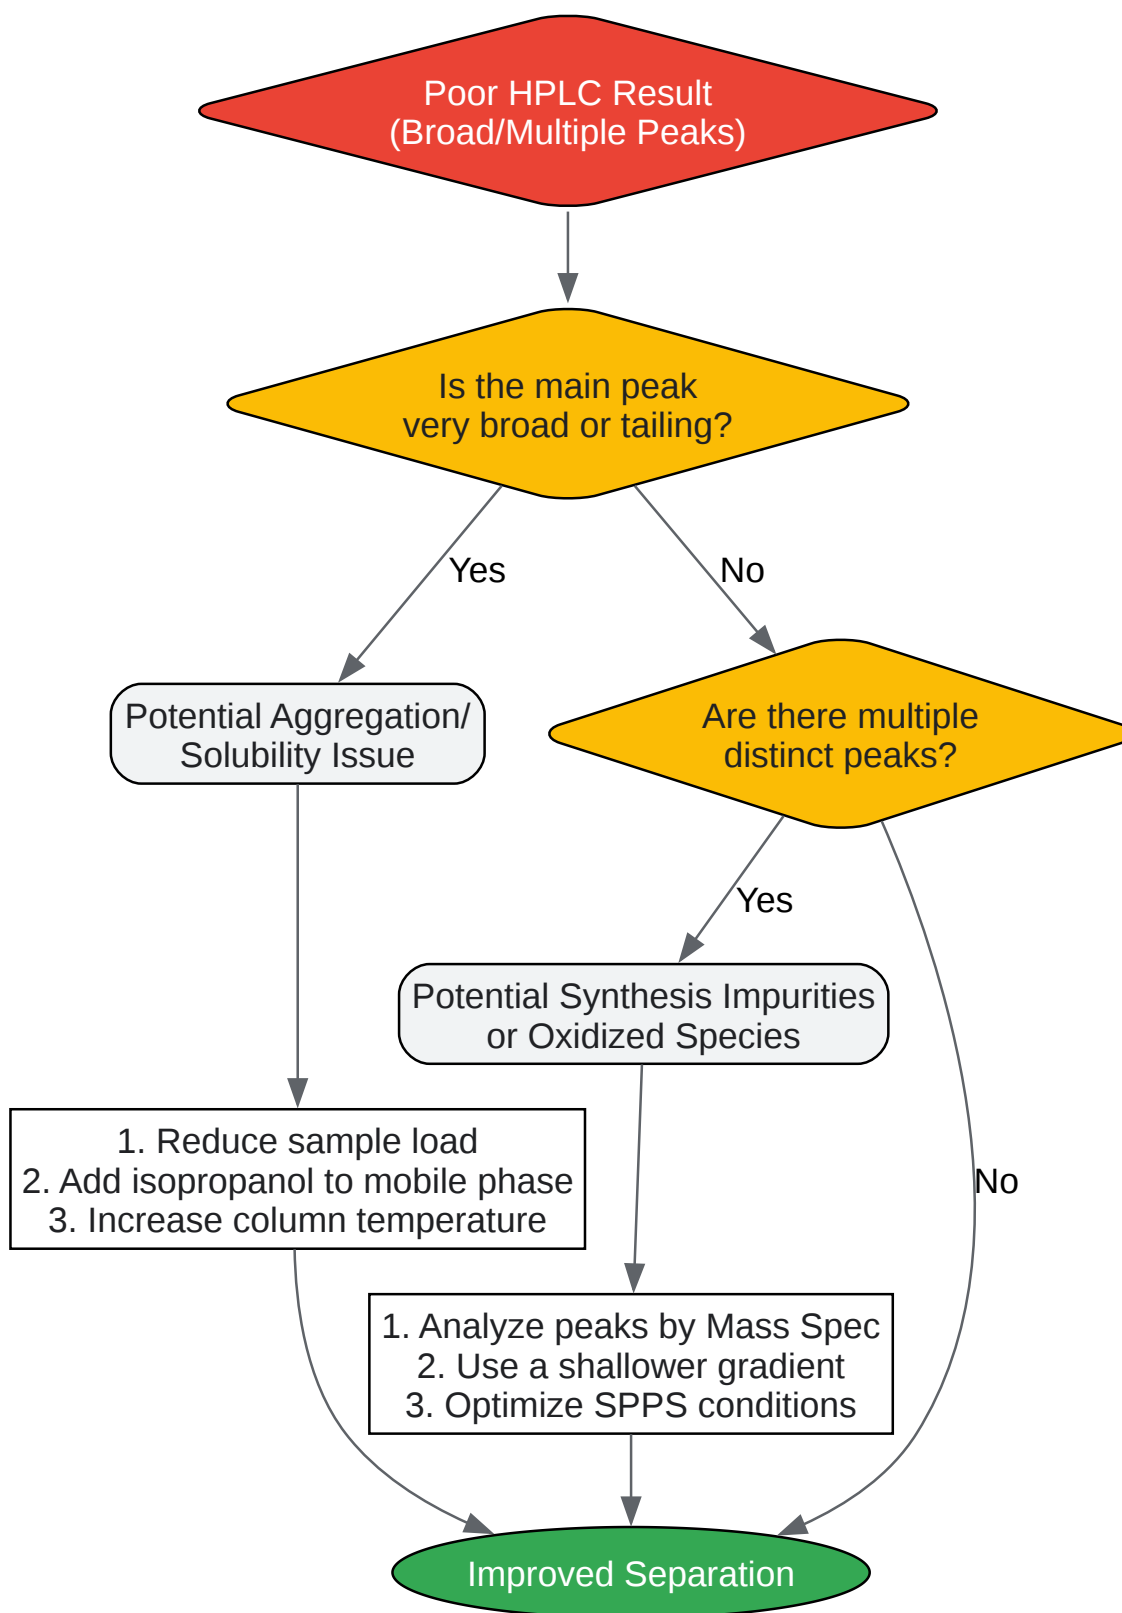 Poor HPLC Result
(Broad/Multiple Peaks)
Is the main peak
very broad or tailing?
Yes
No
Potential Aggregation/
Solubility Issue
Are there multiple
distinct peaks?
Yes
Potential Synthesis Impurities
or Oxidized Species
1. Reduce sample load
2. Add isopropanol to mobile phase
3. Increase column temperature
No
1. Analyze peaks by Mass Spec
2. Use a shallower gradient
3. Optimize SPPS conditions
Improved Separation